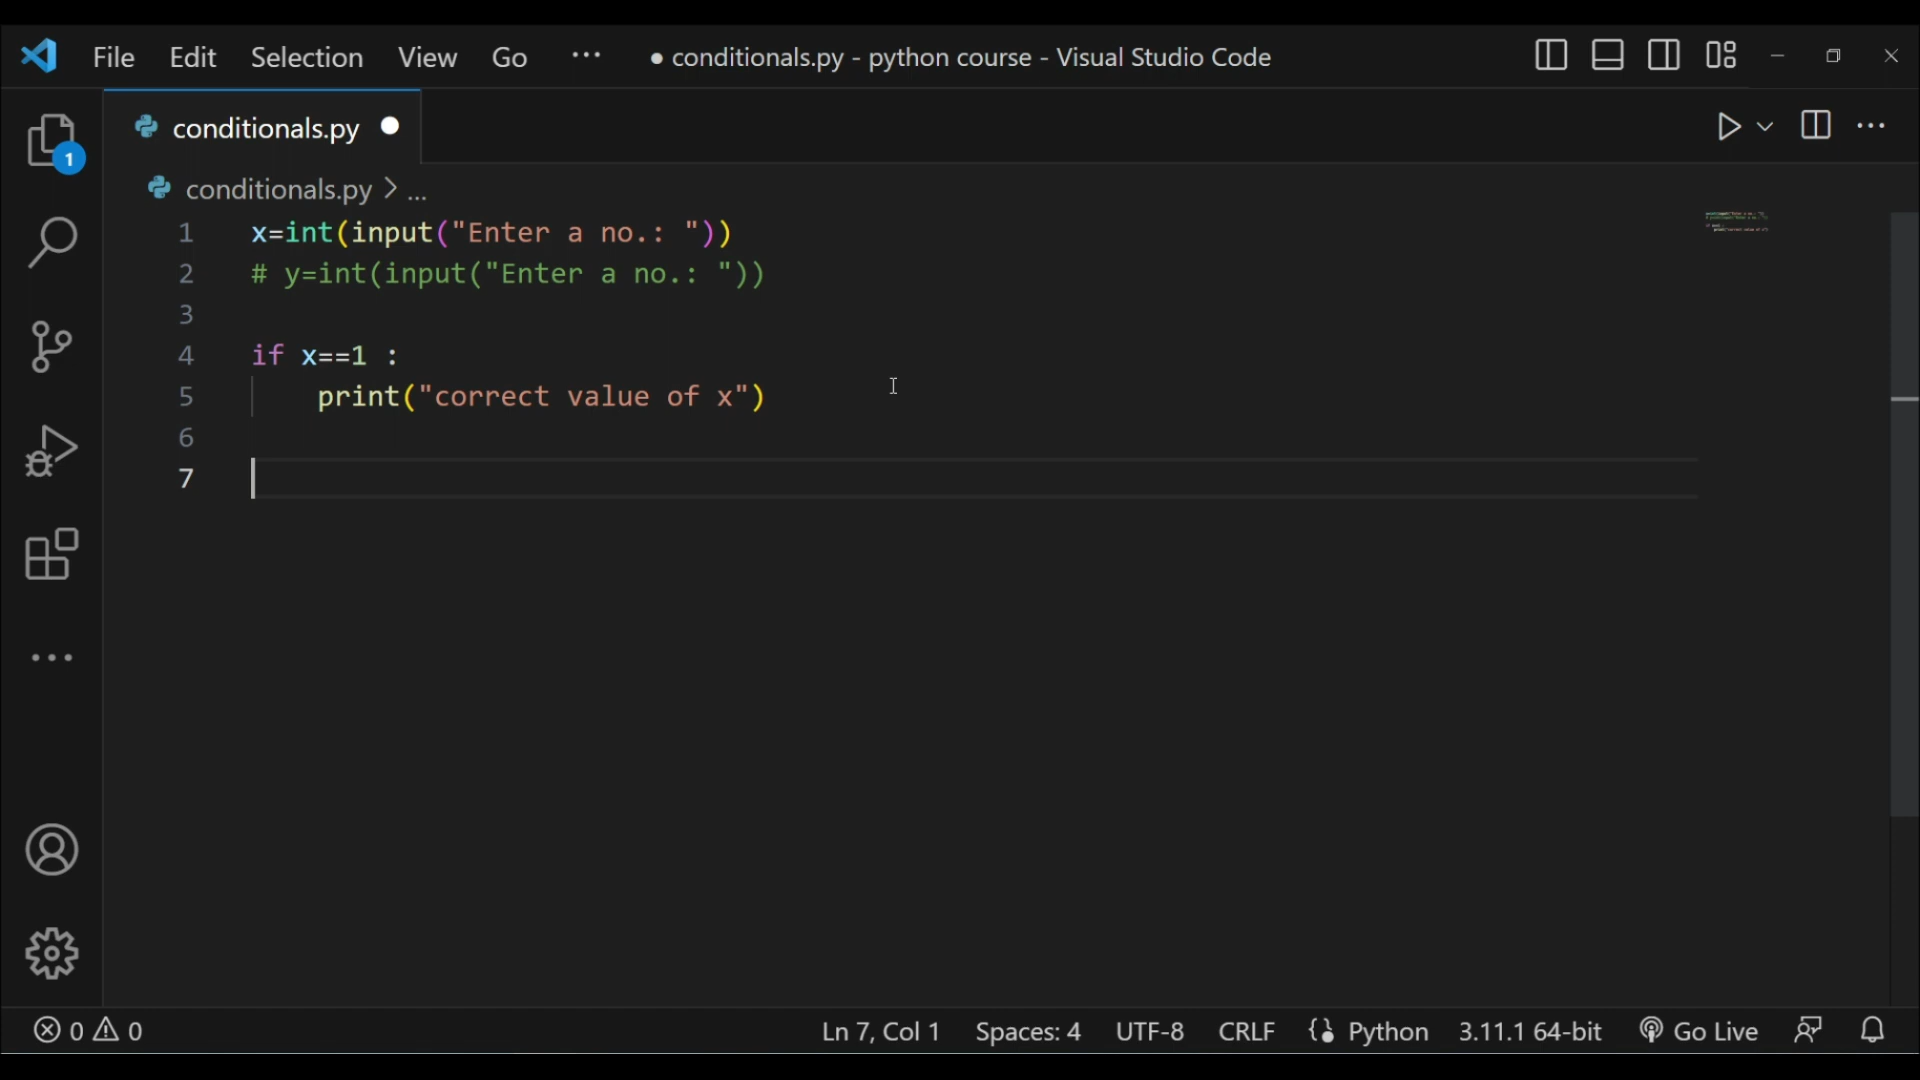 File Edit Selection View Go ··· ● conditionals.py - python course - Visual Studio Code
conditionals.py ●
1
conditionals.py > ...
1 x=int(input("Enter a no.: "))
2 # y=int(input("Enter a no.: "))
3
4 if x==1 :
5     print("correct value of x")
6
7
0 0 Ln 7, Col 1 Spaces: 4 UTF-8 CRLF Python 3.11.1 64-bit Go Live